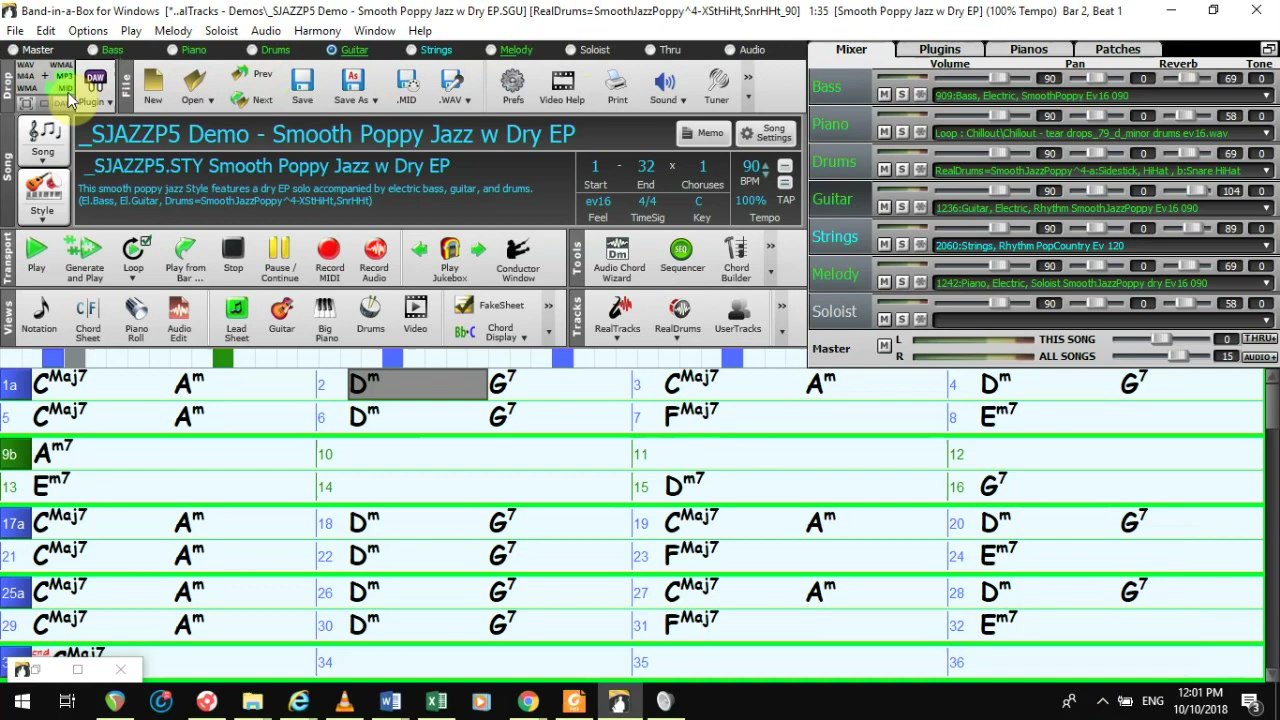 Band-in-a-Box for Windows [*..alTracks - Demos\_SJAZZP5 Demo - Smooth Poppy Jazz w Dry EP.SGU] [RealDrums=SmoothJazzPoppy^4-XStHiHt,SnrHHt_90] 1:35 [Smooth Poppy Jazz w Dry EP] (100% Tempo) Bar 2, Beat 1
File Edit Options Play Melody Soloist Audio Harmony Window Help
Master Bass Piano Drums Guitar Strings Melody Soloist Thru Audio
Mixer Plugins Pianos Patches
Drop
WAV WMAL
M4A + MP3
WMA MID
DAW
Plugin
File
New
Open
Prev
Next
Save
Save As
.MID
.WAV
Prefs
Video Help
Print
Sound
Tuner
Song
Song
Style
_SJAZZP5 Demo - Smooth Poppy Jazz w Dry EP
Memo
Song Settings
_SJAZZP5.STY Smooth Poppy Jazz w Dry EP
This smooth poppy jazz Style features a dry EP solo accompanied by electric bass, guitar, and drums.
(El.Bass, El.Guitar, Drums=SmoothJazzPoppy^4-XStHiHt,SnrHHt)
1 - 32 x 1 90 BPM
Start End Choruses
ev16 4/4 C 100% TAP
Feel TimeSig Key Tempo
Volume Pan Reverb Tone
Bass 90 0 69
M S 909:Bass, Electric, SmoothPoppy Ev16 090
Piano 90 0 58
M S Loop : Chillout\Chillout - tear drops_79_d_minor drums ev16.wav
Drums 90 0 69
M S RealDrums=SmoothJazzPoppy^4-a:Sidestick, HiHat , b:Snare HiHat
Guitar 90 0 104
M S 1236:Guitar, Electric, Rhythm SmoothJazzPoppy Ev16 090
Strings 90 0 89
M S 2060:Strings, Rhythm PopCountry Ev 120
Melody 90 0 69
M S 1242:Piano, Electric, Soloist SmoothJazzPoppy dry Ev16 090
Soloist 90 0 58
M S
Master M L THIS SONG 0 THRU+
R ALL SONGS 15 AUDIO+
Transport
Play
Generate and Play
Loop
Play from Bar ...
Stop
Pause / Continue
Record MIDI
Record Audio
Play Jukebox
Conductor Window
Tools
Audio Chord Wizard
Sequencer
Chord Builder
Views
Notation
Chord Sheet
Piano Roll
Audio Edit
Lead Sheet
Guitar
Big Piano
Drums
Video
FakeSheet
Chord Display
Tracks
RealTracks
RealDrums
UserTracks
1a CMaj7 Am 2 Dm G7 3 CMaj7 Am 4 Dm G7
5 CMaj7 Am 6 Dm G7 7 FMaj7 8 Em7
9b Am7 10 11 12
13 Em7 14 15 Dm7 16 G7
17a CMaj7 Am 18 Dm G7 19 CMaj7 Am 20 Dm G7
21 CMaj7 Am 22 Dm G7 23 FMaj7 24 Em7
25a CMaj7 Am 26 Dm G7 27 CMaj7 Am 28 Dm G7
29 CMaj7 Am 30 Dm G7 31 FMaj7 32 Em7
CMaj7 34 35 36
ENG
12:01 PM
10/10/2018
3